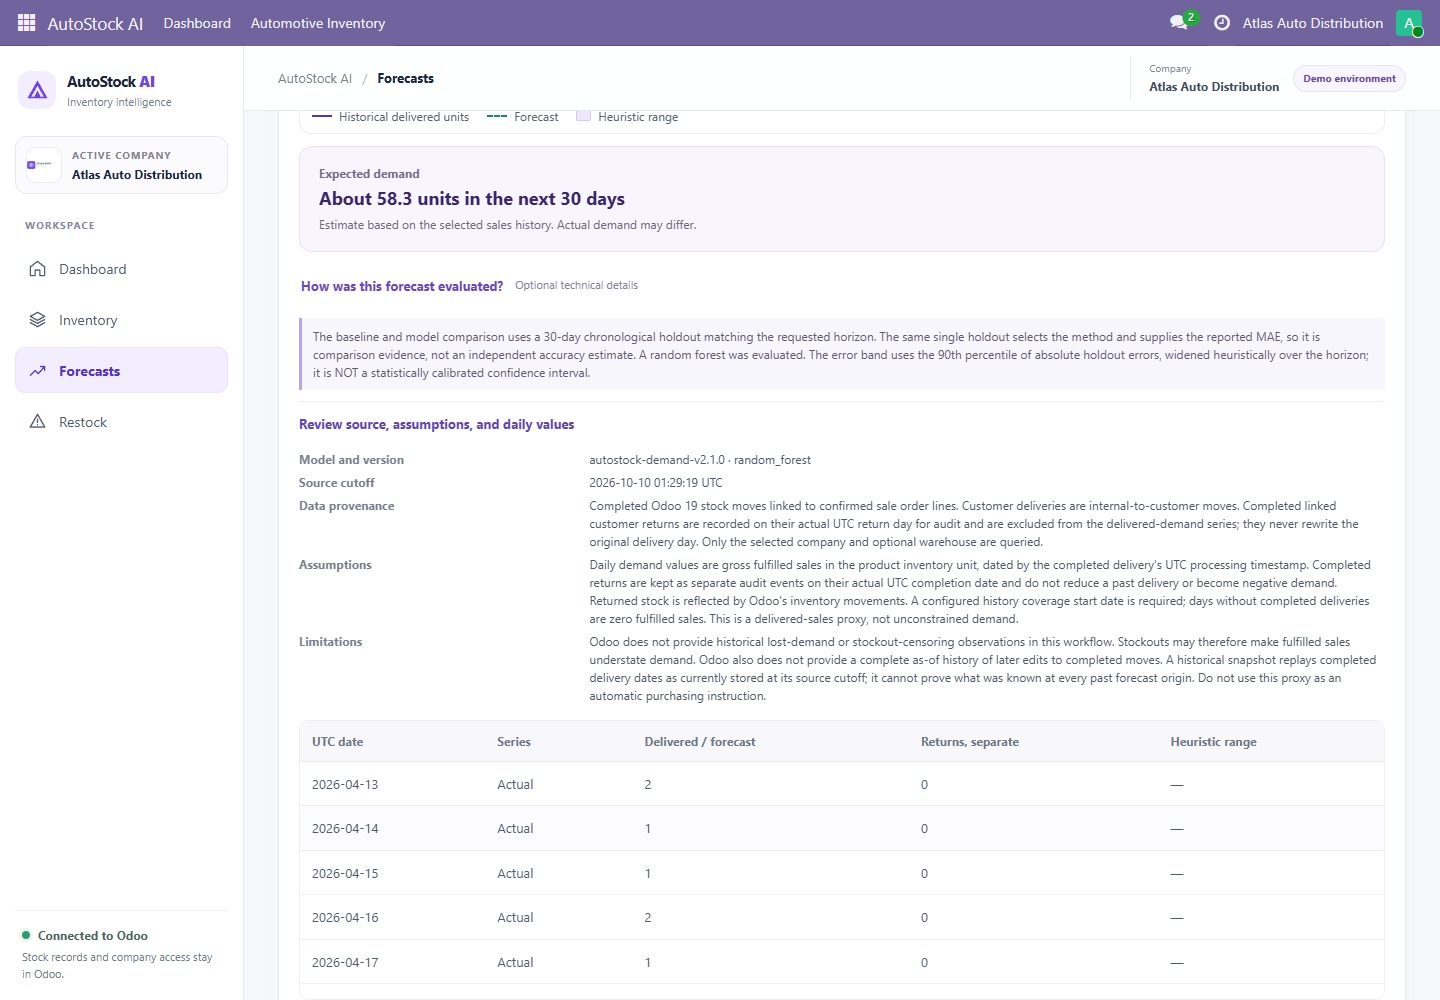 AutoStock AI Dashboard Automotive Inventory 2 Atlas Auto Distribution A
AutoStock AI
Inventory intelligence
ACTIVE COMPANY
Atlas Auto Distribution
WORKSPACE
Dashboard
Inventory
Forecasts
Restock
Connected to Odoo
Stock records and company access stay
in Odoo.
AutoStock AI / Forecasts
Company
Atlas Auto Distribution
Demo environment
Historical delivered units Forecast Heuristic range
Expected demand
About 58.3 units in the next 30 days
Estimate based on the selected sales history. Actual demand may differ.
How was this forecast evaluated? Optional technical details
The baseline and model comparison uses a 30-day chronological holdout matching the requested horizon. The same single holdout selects the method and supplies the reported MAE, so it is
comparison evidence, not an independent accuracy estimate. A random forest was evaluated. The error band uses the 90th percentile of absolute holdout errors, widened heuristically over the horizon;
it is NOT a statistically calibrated confidence interval.
Review source, assumptions, and daily values
Model and version autostock-demand-v2.1.0 · random_forest
Source cutoff 2026-10-10 01:29:19 UTC
Data provenance Completed Odoo 19 stock moves linked to confirmed sale order lines. Customer deliveries are internal-to-customer moves. Completed linked
customer returns are recorded on their actual UTC return day for audit and are excluded from the delivered-demand series; they never rewrite the
original delivery day. Only the selected company and optional warehouse are queried.
Assumptions Daily demand values are gross fulfilled sales in the product inventory unit, dated by the completed delivery's UTC processing timestamp. Completed
returns are kept as separate audit events on their actual UTC completion date and do not reduce a past delivery or become negative demand.
Returned stock is reflected by Odoo's inventory movements. A configured history coverage start date is required; days without completed deliveries
are zero fulfilled sales. This is a delivered-sales proxy, not unconstrained demand.
Limitations Odoo does not provide historical lost-demand or stockout-censoring observations in this workflow. Stockouts may therefore make fulfilled sales
understate demand. Odoo also does not provide a complete as-of history of later edits to completed moves. A historical snapshot replays completed
delivery dates as currently stored at its source cutoff; it cannot prove what was known at every past forecast origin. Do not use this proxy as an
automatic purchasing instruction.
UTC date Series Delivered / forecast Returns, separate Heuristic range
2026-04-13 Actual 2 0 —
2026-04-14 Actual 1 0 —
2026-04-15 Actual 1 0 —
2026-04-16 Actual 2 0 —
2026-04-17 Actual 1 0 —